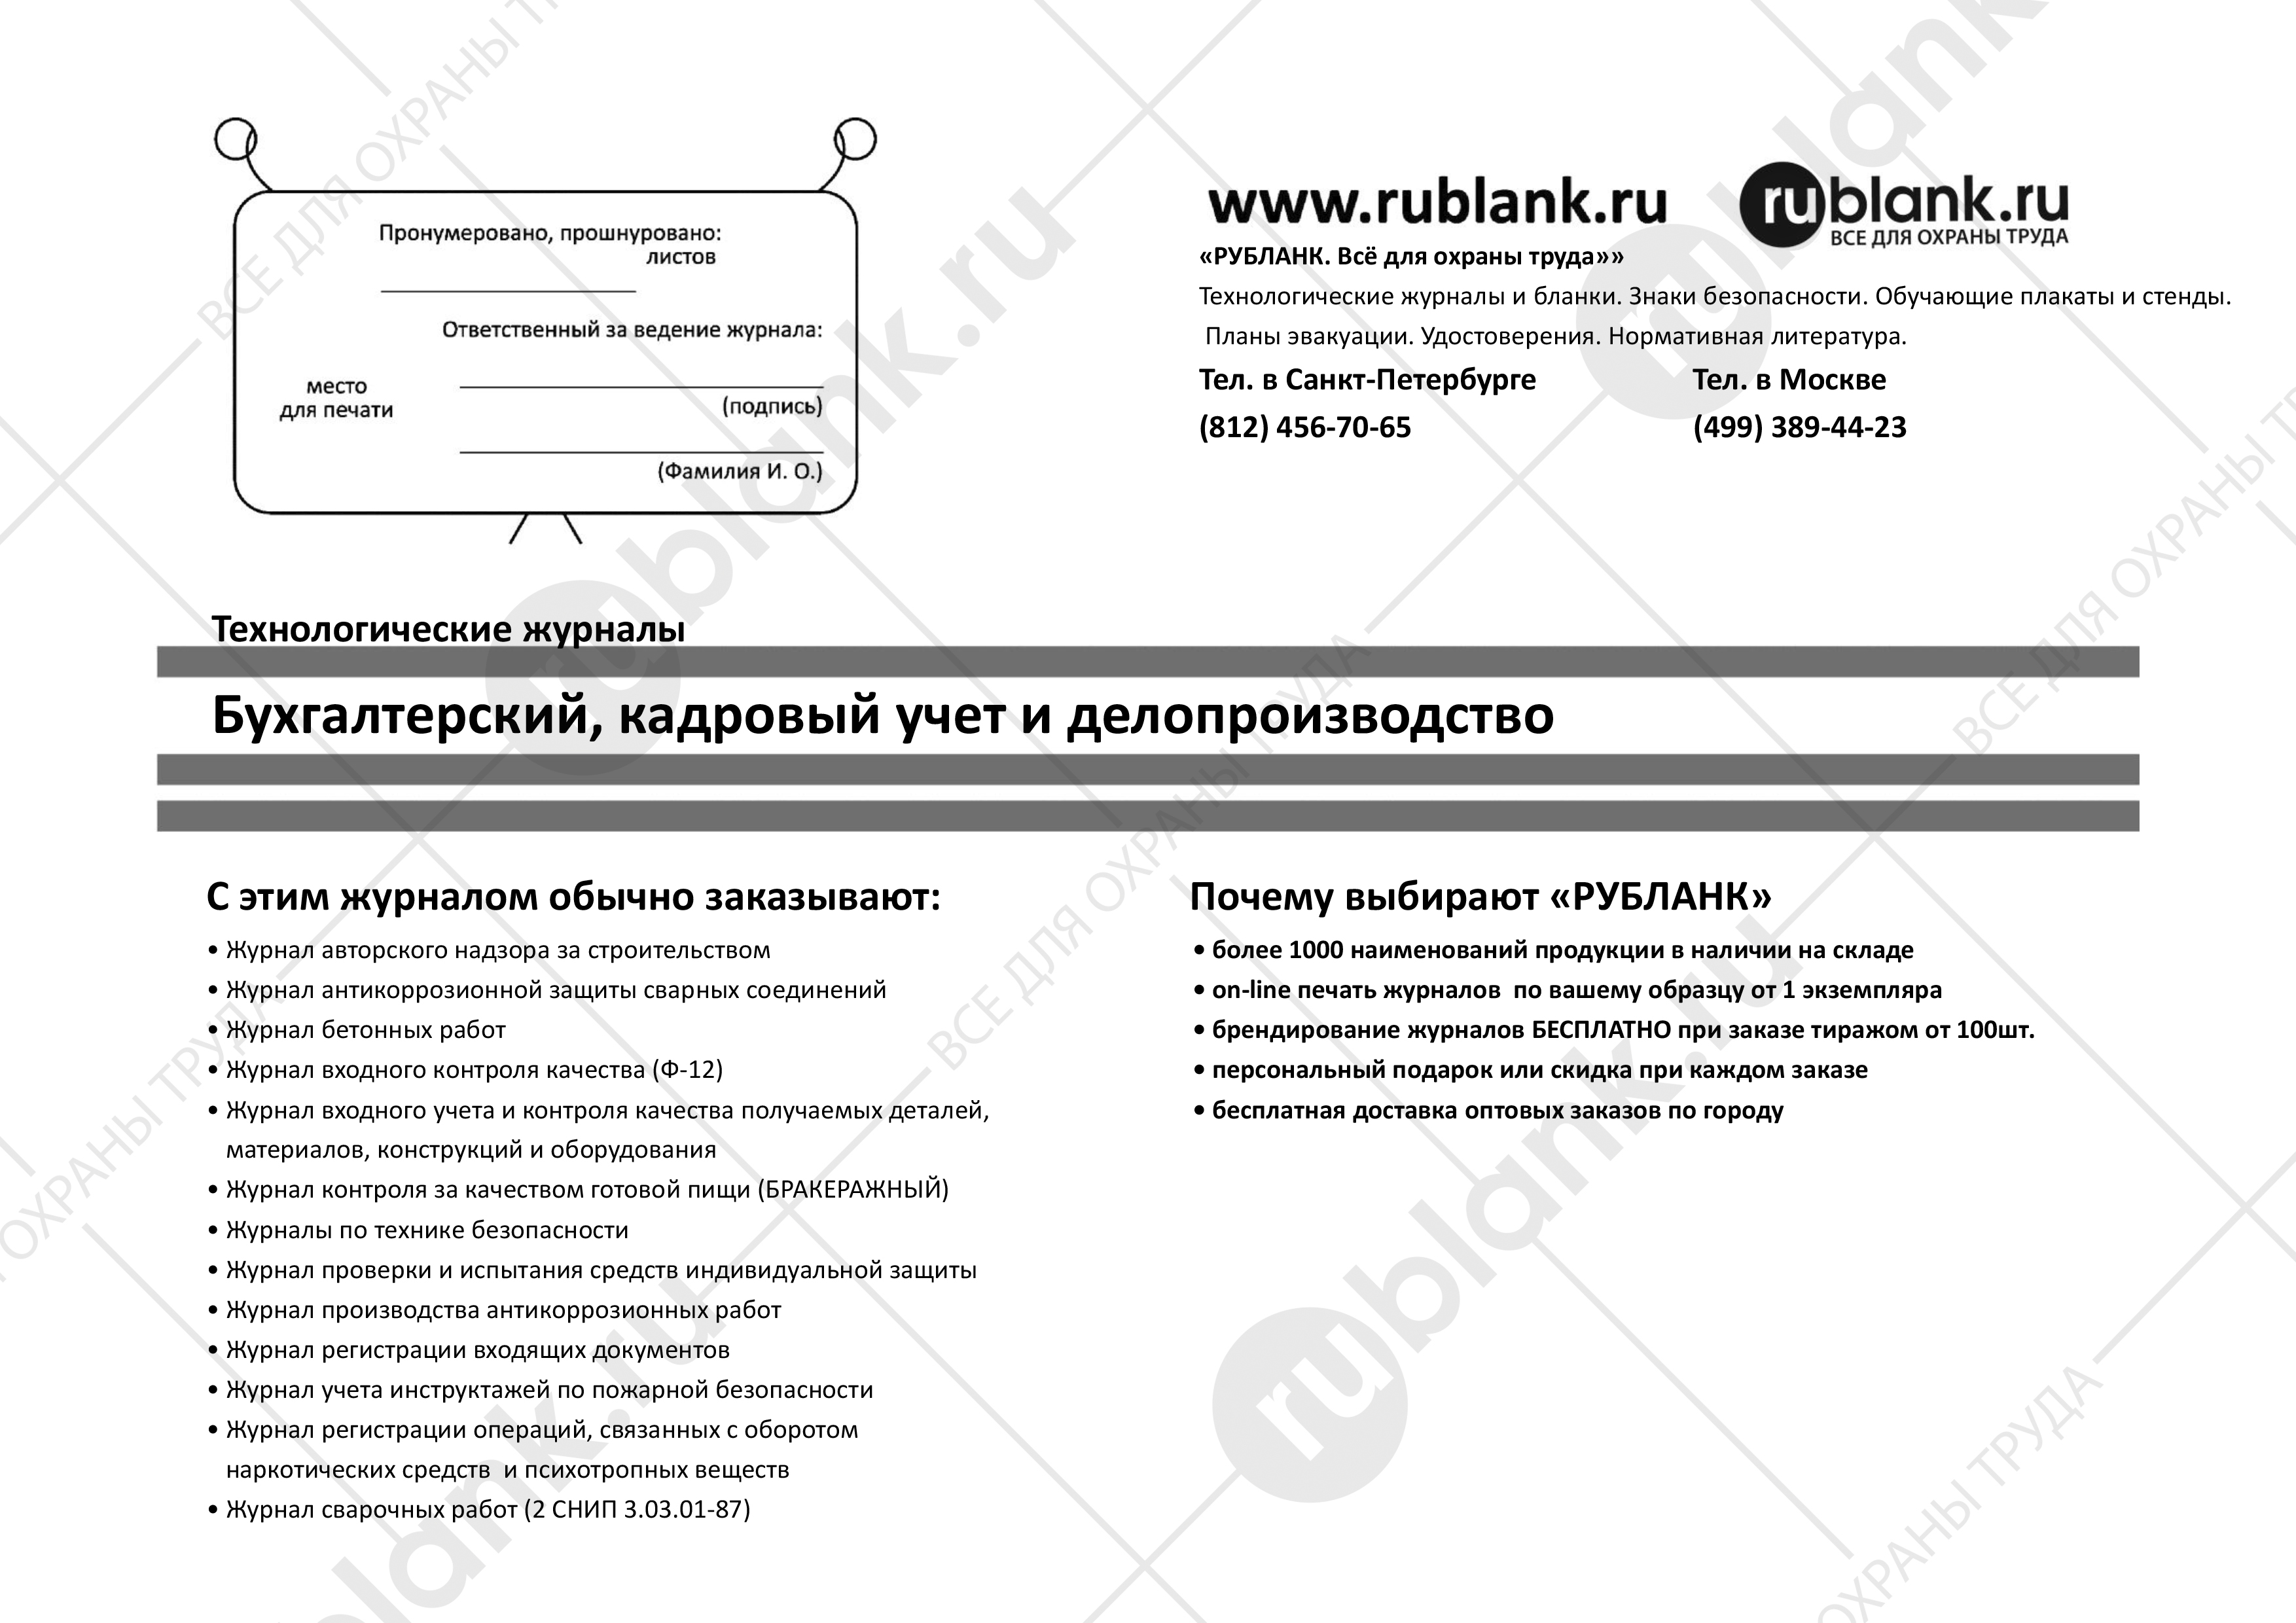 Пронумеровано, прошнуровано:
листов
Ответственный за ведение журнала:
место
для печати
(подпись)
(Фамилия И. О.)
www.rublank.ru
rublank.ru
ВСЕ ДЛЯ ОХРАНЫ ТРУДА
«РУБЛАНК. Всё для охраны труда»»
Технологические журналы и бланки. Знаки безопасности. Обучающие плакаты и стенды.
Планы эвакуации. Удостоверения. Нормативная литература.
Тел. в Санкт-Петербурге
Тел. в Москве
(812) 456-70-65
(499) 389-44-23
Технологические журналы
Бухгалтерский, кадровый учет и делопроизводство
С этим журналом обычно заказывают:
• Журнал авторского надзора за строительством
• Журнал антикоррозионной защиты сварных соединений
• Журнал бетонных работ
• Журнал входного контроля качества (Ф-12)
• Журнал входного учета и контроля качества получаемых деталей,
материалов, конструкций и оборудования
• Журнал контроля за качеством готовой пищи (БРАКЕРАЖНЫЙ)
• Журналы по технике безопасности
• Журнал проверки и испытания средств индивидуальной защиты
• Журнал производства антикоррозионных работ
• Журнал регистрации входящих документов
• Журнал учета инструктажей по пожарной безопасности
• Журнал регистрации операций, связанных с оборотом
наркотических средств  и психотропных веществ
• Журнал сварочных работ (2 СНИП 3.03.01-87)
Почему выбирают «РУБЛАНК»
• более 1000 наименований продукции в наличии на складе
• on-line печать журналов  по вашему образцу от 1 экземпляра
• брендирование журналов БЕСПЛАТНО при заказе тиражом от 100шт.
• персональный подарок или скидка при каждом заказе
• бесплатная доставка оптовых заказов по городу
rublank.ru
ВСЕ ДЛЯ ОХРАНЫ ТРУДА
rublank.ru